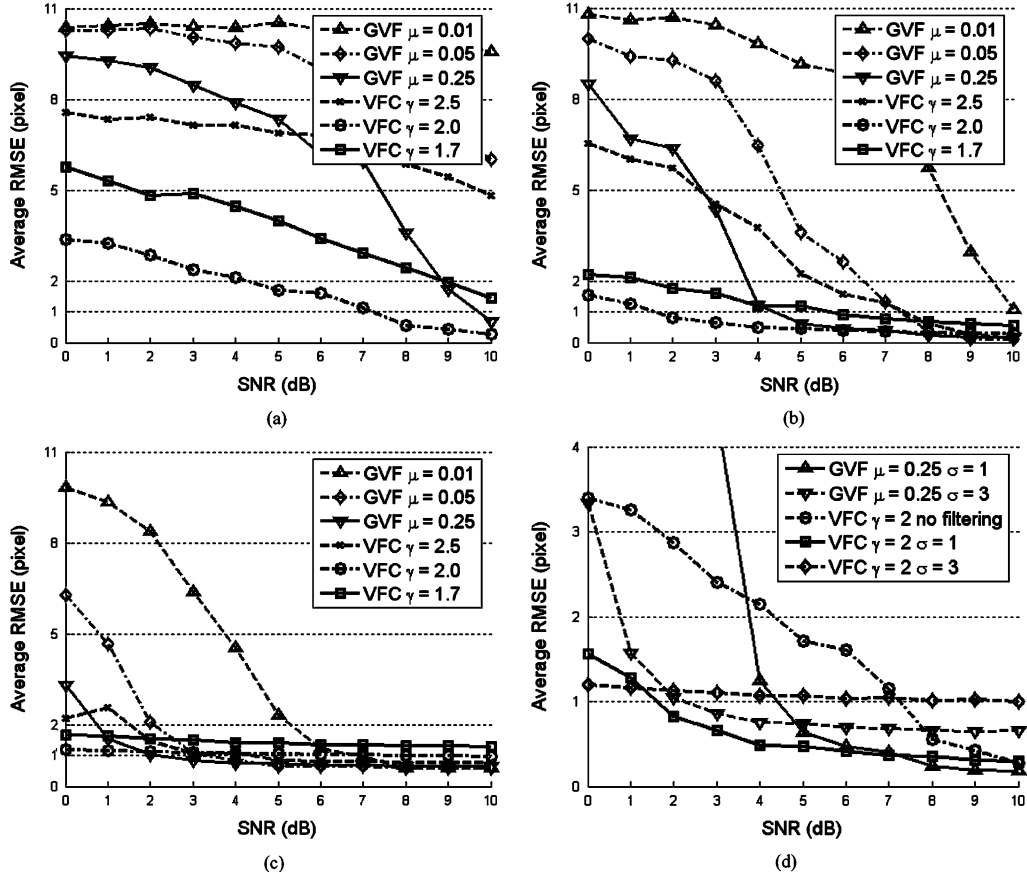 11
8
5
2
1
0
Average RMSE (pixel)
GVF μ = 0.01
GVF μ = 0.05
GVF μ = 0.25
VFC γ = 2.5
VFC γ = 2.0
VFC γ = 1.7
0 1 2 3 4 5 6 7 8 9 10
SNR (dB)
(a)
11
8
5
2
1
0
Average RMSE (pixel)
GVF μ = 0.01
GVF μ = 0.05
GVF μ = 0.25
VFC γ = 2.5
VFC γ = 2.0
VFC γ = 1.7
0 1 2 3 4 5 6 7 8 9 10
SNR (dB)
(b)
11
8
5
2
1
0
Average RMSE (pixel)
GVF μ = 0.01
GVF μ = 0.05
GVF μ = 0.25
VFC γ = 2.5
VFC γ = 2.0
VFC γ = 1.7
0 1 2 3 4 5 6 7 8 9 10
SNR (dB)
(c)
4
3
2
1
0
Average RMSE (pixel)
GVF μ = 0.25 σ = 1
GVF μ = 0.25 σ = 3
VFC γ = 2 no filtering
VFC γ = 2 σ = 1
VFC γ = 2 σ = 3
0 1 2 3 4 5 6 7 8 9 10
SNR (dB)
(d)